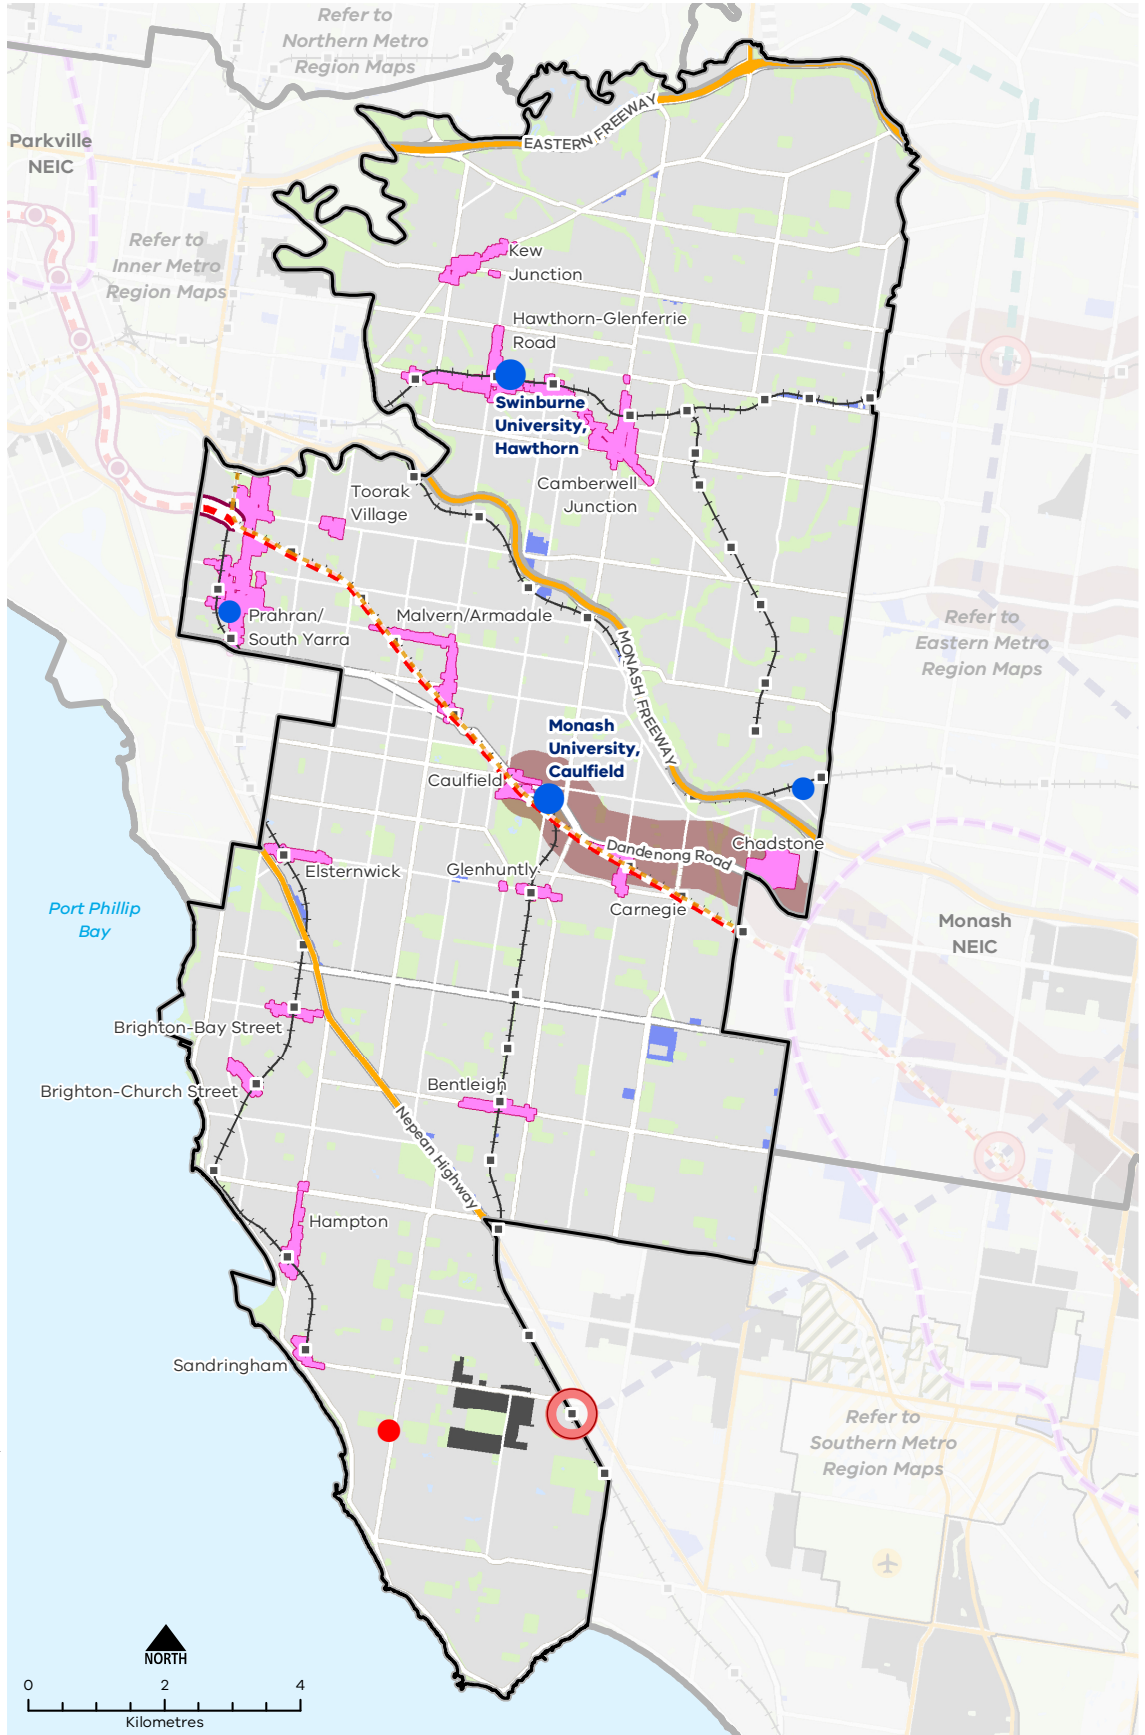 Refer to
Northern Metro
Region Maps
EASTERN FREEWAY
Parkville
NEIC
Refer to
Inner Metro
Region Maps
Kew
Junction
Hawthorn-Glenferrie
Road
Swinburne
University,
Hawthorn
Camberwell
Junction
Toorak
Village
Prahran/
South Yarra
Malvern/Armadale
MONASH FREEWAY
Refer to
Eastern Metro
Region Maps
Monash
University,
Caulfield
Caulfield
Dandenong Road
Chadstone
Elsternwick
Glenhuntly
Carnegie
Port Phillip
Bay
Monash
NEIC
Brighton-Bay Street
Brighton-Church Street
Bentleigh
Nepean Highway
Hampton
Sandringham
Refer to
Southern Metro
Region Maps
NORTH
0 2 4
Kilometres